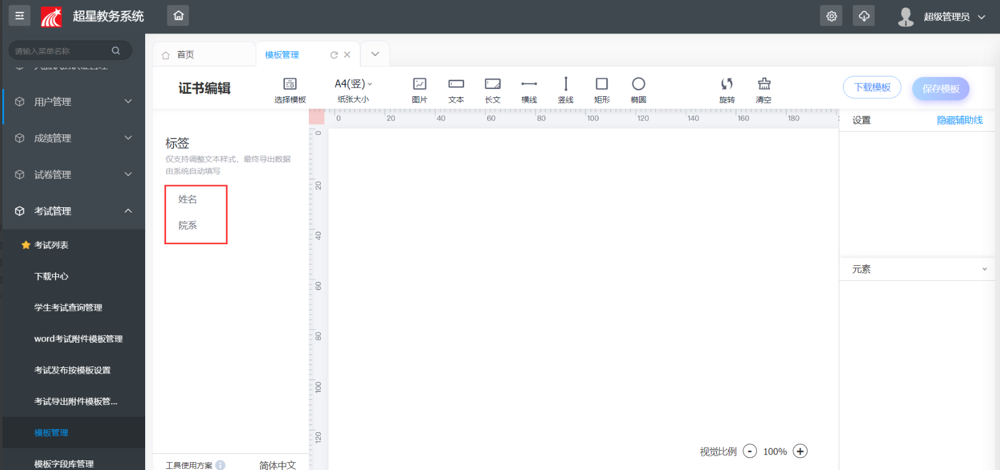 超星教务系统
超级管理员
请输入菜单名称
首页
模板管理
人脸识别认证管理
用户管理
成绩管理
试卷管理
考试管理
考试列表
下载中心
学生考试查询管理
word考试附件模板管理
考试发布按模板设置
考试导出附件模板管...
模板管理
模板字段库管理
证书编辑
选择模板
A4(竖)
纸张大小
图片
文本
长文
横线
竖线
矩形
椭圆
旋转
清空
下载模板
保存模板
0 20 40 60 80 100 120 140 160 180
设置
隐藏辅助线
标签
仅支持调整文本样式，最终导出数据
由系统自动填写
姓名
院系
0
20
40
60
80
100
120
元素
视觉比例 - 100% +
工具使用方案
简体中文